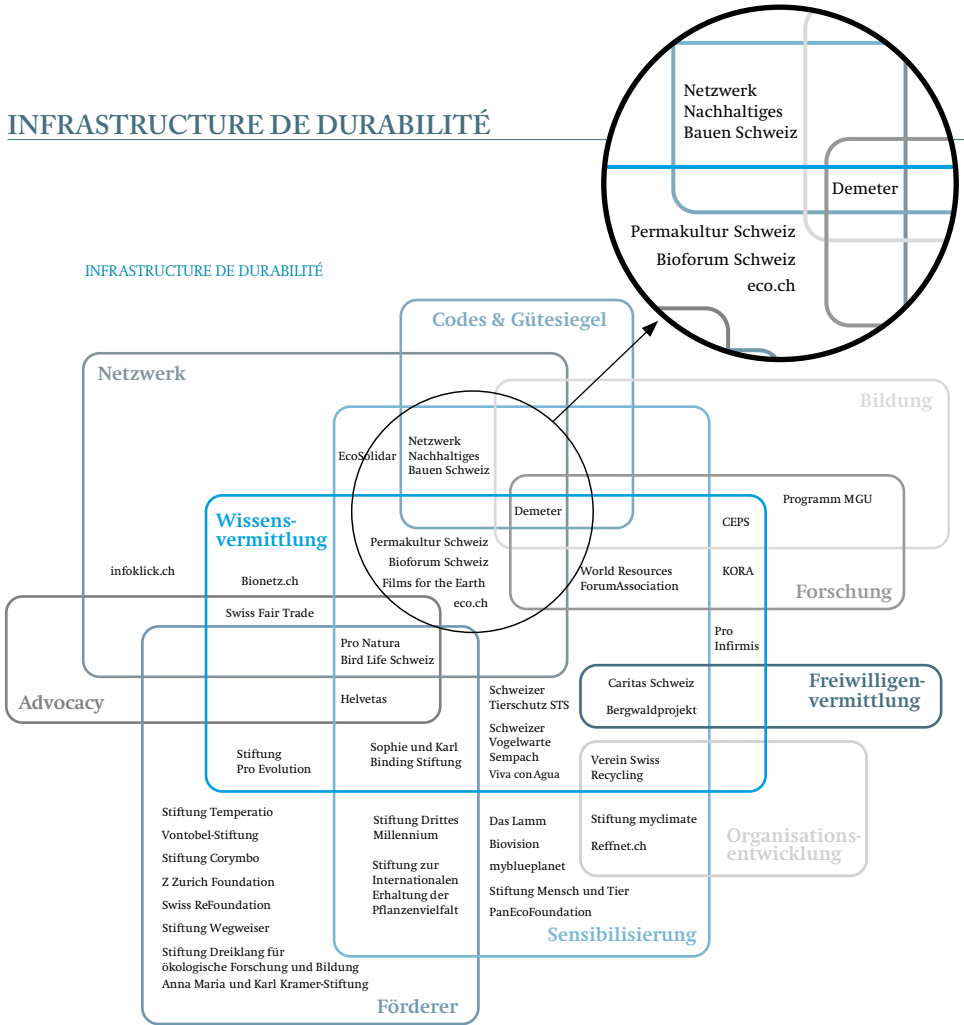 INFRASTRUCTURE DE DURABILITÉ
Netzwerk
Nachhaltiges
Bauen Schweiz
Demeter
Permakultur Schweiz
Bioforum Schweiz
eco.ch
INFRASTRUCTURE DE DURABILITÉ
Codes & Gütesiegel
Netzwerk
Bildung
EcoSolidar
Netzwerk
Nachhaltiges
Bauen Schweiz
Programm MGU
Wissens-
vermittlung
Demeter
CEPS
Permakultur Schweiz
Bioforum Schweiz
Films for the Earth
eco.ch
infoklick.ch
Bionetz.ch
World Resources
ForumAssociation
KORA
Forschung
Swiss Fair Trade
Pro Natura
Bird Life Schweiz
Pro
Infirmis
Advocacy
Helvetas
Schweizer
Tierschutz STS
Caritas Schweiz
Bergwaldprojekt
Freiwilligen-
vermittlung
Schweizer
Vogelwarte
Sempach
Viva con Agua
Stiftung
Pro Evolution
Sophie und Karl
Binding Stiftung
Verein Swiss
Recycling
Stiftung Temperatio
Vontobel-Stiftung
Stiftung Corymbo
Z Zurich Foundation
Swiss ReFoundation
Stiftung Wegweiser
Stiftung Dreiklang für
ökologische Forschung und Bildung
Anna Maria und Karl Kramer-Stiftung
Stiftung Drittes
Millennium
Stiftung zur
Internationalen
Erhaltung der
Pflanzenvielfalt
Das Lamm
Biovision
myblueplanet
Stiftung Mensch und Tier
PanEcoFoundation
Stiftung myclimate
Reffnet.ch
Organisations-
entwicklung
Sensibilisierung
Förderer